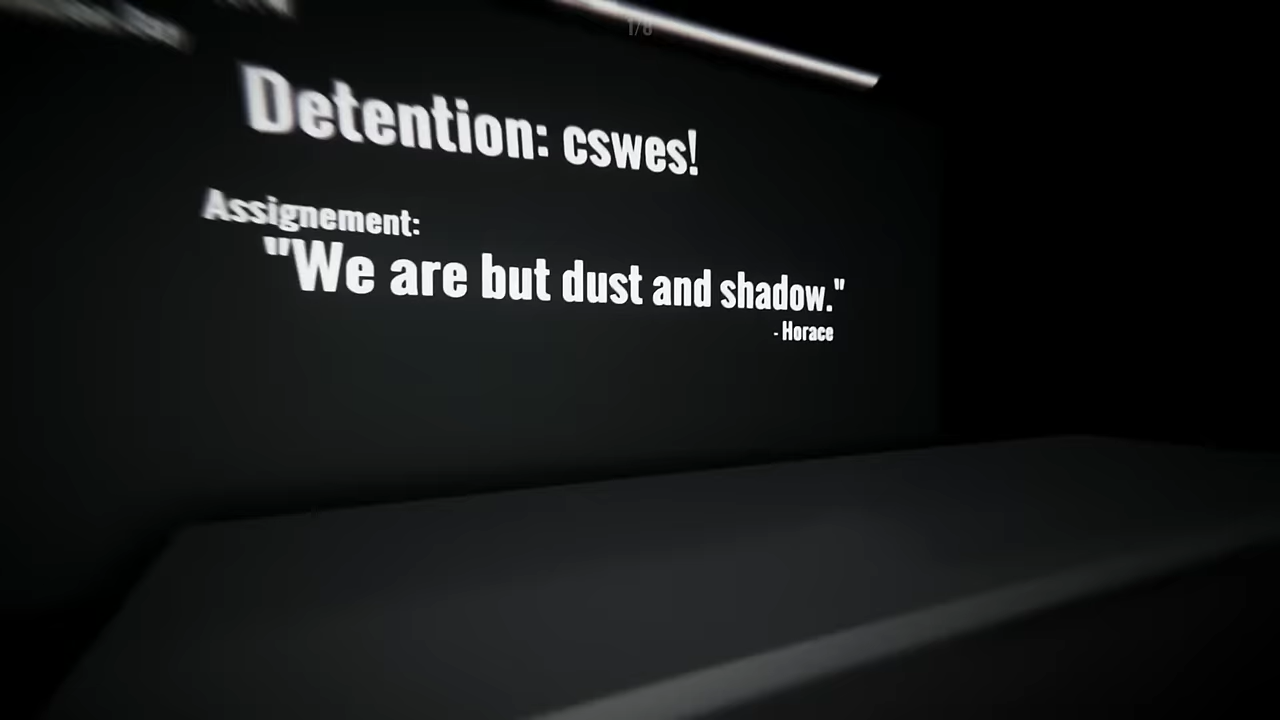 Detention: cswes!
Assignement:
"We are but dust and shadow."
- Horace